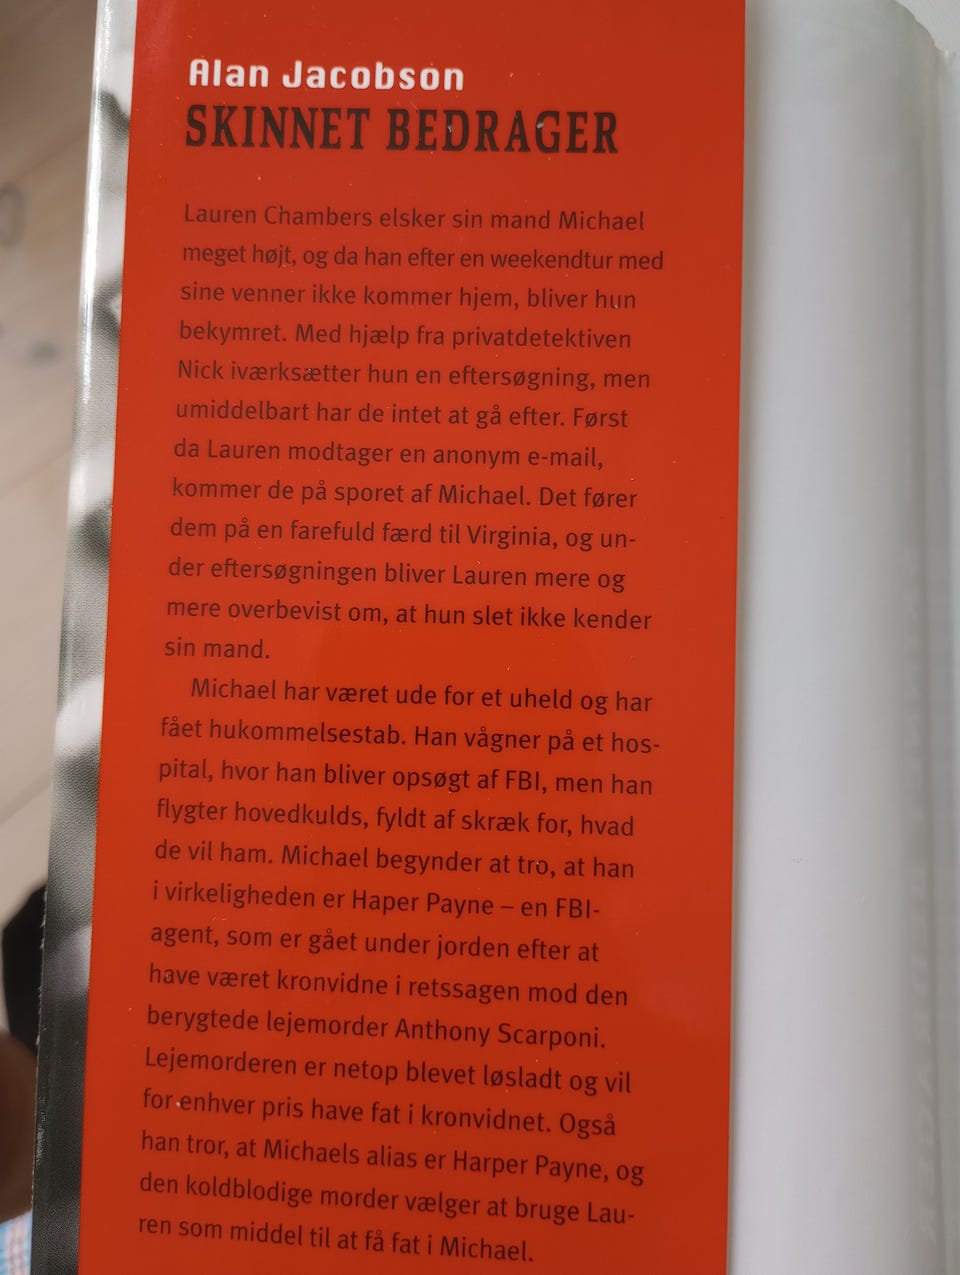 Alan Jacobson
SKINNET BEDRAGER
Lauren Chambers elsker sin mand Michael
meget højt, og da han efter en weekendtur med
sine venner ikke kommer hjem, bliver hun
bekymret. Med hjælp fra privatdetektiven
Nick iværksætter hun en eftersøgning, men
umiddelbart har de intet at gå efter. Først
da Lauren modtager en anonym e-mail,
kommer de på sporet af Michael. Det fører
dem på en farefuld færd til Virginia, og un-
der eftersøgningen bliver Lauren mere og
mere overbevist om, at hun slet ikke kender
sin mand.
Michael har været ude for et uheld og har
fået hukommelsestab. Han vågner på et hos-
pital, hvor han bliver opsøgt af FBI, men han
flygter hovedkulds, fyldt af skræk for, hvad
de vil ham. Michael begynder at tro, at han
i virkeligheden er Haper Payne – en FBI-
agent, som er gået under jorden efter at
have været kronvidne i retssagen mod den
berygtede lejemorder Anthony Scarponi.
Lejemorderen er netop blevet løsladt og vil
for enhver pris have fat i kronvidnet. Også
han tror, at Michaels alias er Harper Payne, og
den koldblodige morder vælger at bruge Lau-
ren som middel til at få fat i Michael.